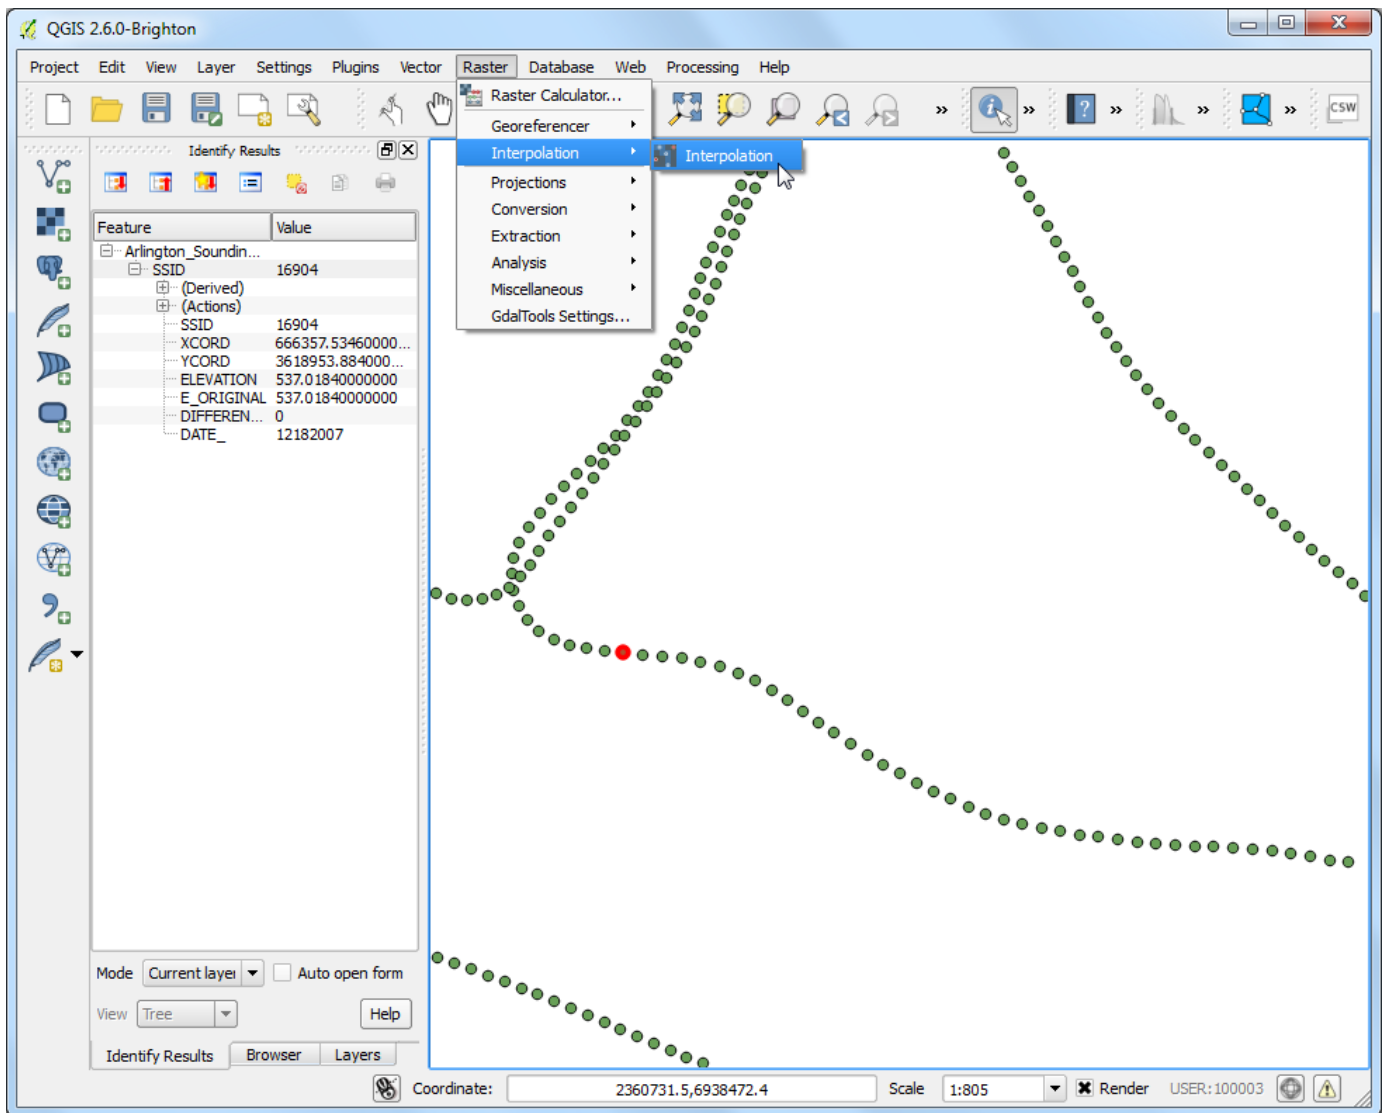 QGIS 2.6.0-Brighton
Project Edit View Layer Settings Plugins Vector Raster Database Web Processing Help
Raster Calculator...
Georeferencer
Interpolation
Interpolation
Projections
Conversion
Extraction
Analysis
Miscellaneous
GdalTools Settings...
CSW
Identify Results
Feature Value
Arlington_Soundin...
SSID 16904
(Derived)
(Actions)
SSID 16904
XCORD 666357.53460000...
YCORD 3618953.884000...
ELEVATION 537.01840000000
E_ORIGINAL 537.01840000000
DIFFEREN... 0
DATE_ 12182007
Mode Current layer Auto open form
View Tree Help
Identify Results Browser Layers
Coordinate: 2360731.5,6938472.4 Scale 1:805 Render USER:100003